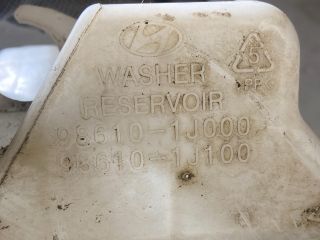 WASHER
RESERVOIR
98610-1J000
98610-1J100
5
PP